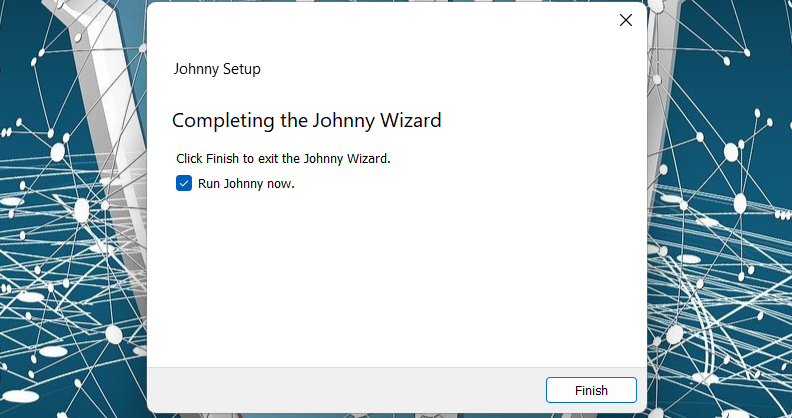 Johnny Setup
Completing the Johnny Wizard
Click Finish to exit the Johnny Wizard.
Run Johnny now.
Finish